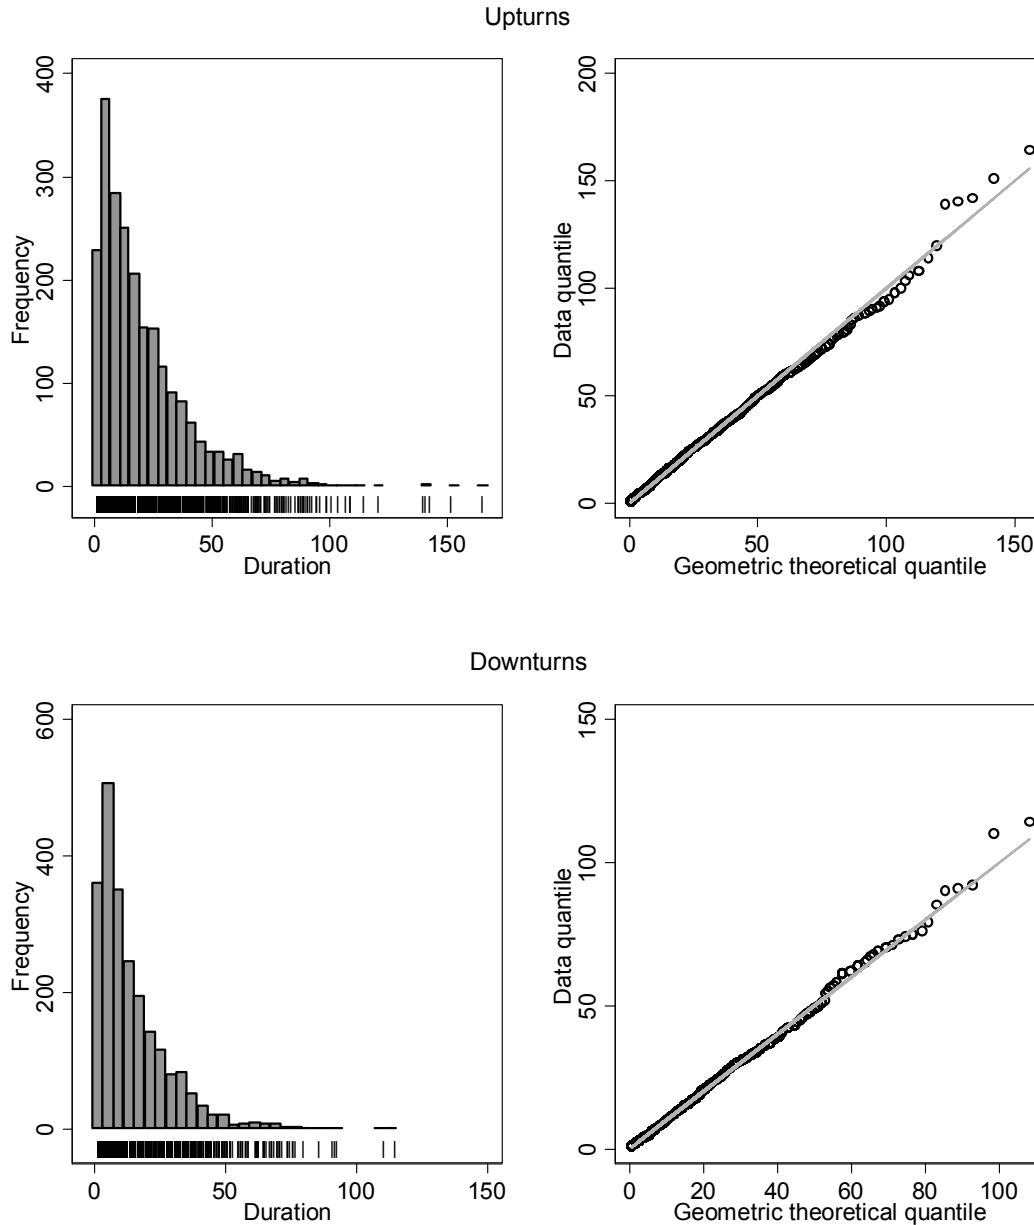 Upturns
Frequency
0 100 200 300 400
0 50 100 150
Duration
Data quantile
0 50 100 150 200
0 50 100 150
Geometric theoretical quantile
Downturns
Frequency
0 200 400 600
0 50 100 150
Duration
Data quantile
0 50 100 150
0 20 40 60 80 100
Geometric theoretical quantile